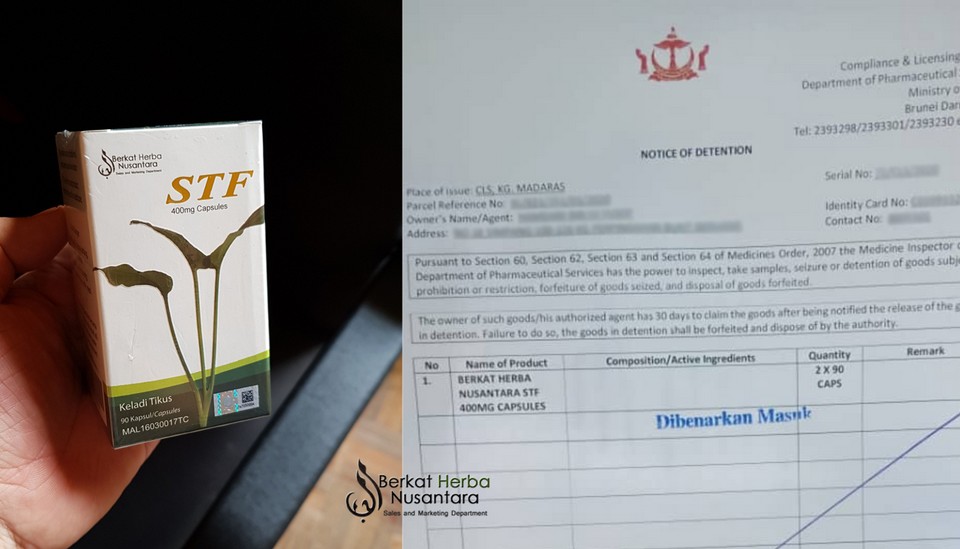 Berkat Herba
Nusantara
Sales and Marketing Department
STF
400mg Capsules
Keladi Tikus
90 Kapsul/Capsules
MAL16030017TC
Compliance & Licensing
Department of Pharmaceutical
Ministry o
Brunei Dar
Tel: 2393298/2393301/2393230 e
NOTICE OF DETENTION
Serial No:
Place of issue: CLS, KG. MADARAS
Parcel Reference No:
Identity Card No:
Owner's Name/Agent:
Contact No:
Address:
Pursuant to Section 60, Section 62, Section 63 and Section 64 of Medicines Order, 2007 the Medicine Inspector o
Department of Pharmaceutical Services has the power to inspect, take samples, seizure or detention of goods subj
prohibition or restriction, forfeiture of goods seized, and disposal of goods forfeited.
The owner of such goods/his authorized agent has 30 days to claim the goods after being notified the release of the g
in detention. Failure to do so, the goods in detention shall be forfeited and dispose of by the authority.
No Name of Product Composition/Active Ingredients Quantity Remark
1. BERKAT HERBA 2 X 90
NUSANTARA STF CAPS
400MG CAPSULES
Dibenarkan Masuk
Berkat Herba
Nusantara
Sales and Marketing Department